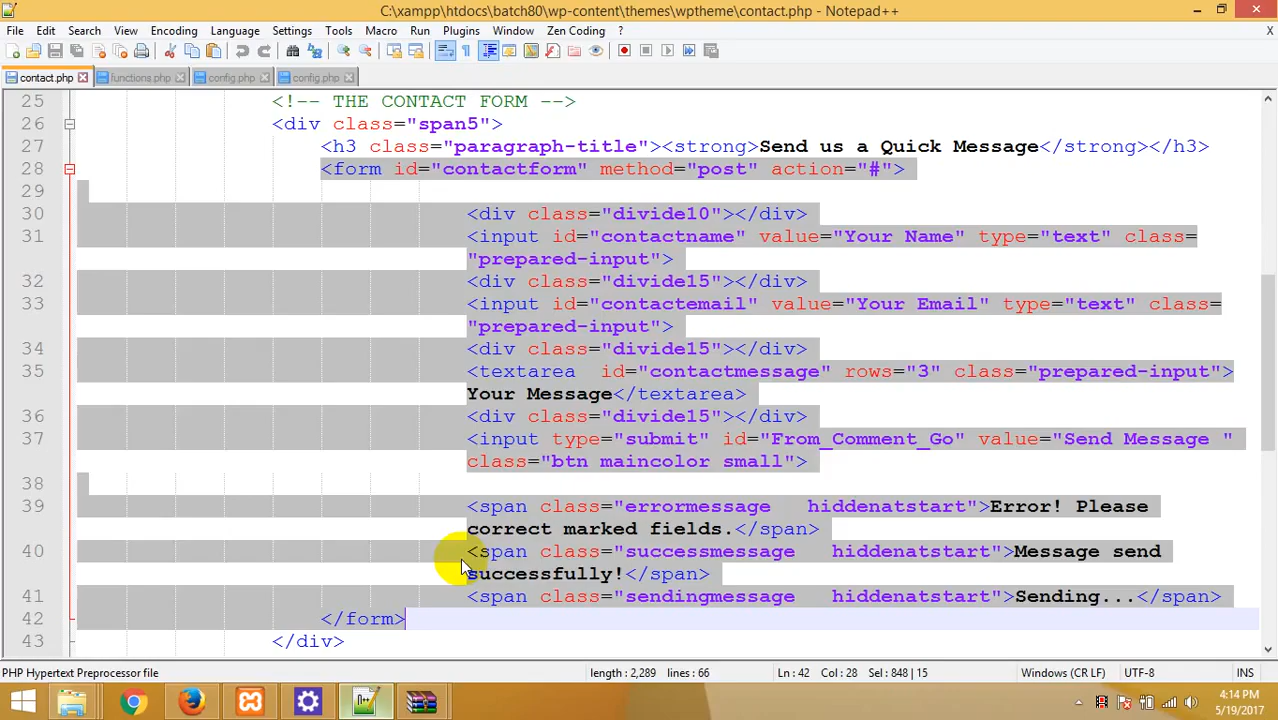 C:\xampp\htdocs\batch80\wp-content\themes\wptheme\contact.php - Notepad++
File Edit Search View Encoding Language Settings Tools Macro Run Plugins Window Zen Coding ? X
contact.php functions.php config.php config.php
25 <!-- THE CONTACT FORM -->
26 <div class="span5">
27 <h3 class="paragraph-title"><strong>Send us a Quick Message</strong></h3>
28 <form id="contactform" method="post" action="#">
29
30 <div class="divide10"></div>
31 <input id="contactname" value="Your Name" type="text" class=
"prepared-input">
32 <div class="divide15"></div>
33 <input id="contactemail" value="Your Email" type="text" class=
"prepared-input">
34 <div class="divide15"></div>
35 <textarea  id="contactmessage" rows="3" class="prepared-input">
Your Message</textarea>
36 <div class="divide15"></div>
37 <input type="submit" id="From_Comment_Go" value="Send Message "
class="btn maincolor small">
38
39 <span class="errormessage   hiddenatstart">Error! Please
correct marked fields.</span>
40 <span class="successmessage   hiddenatstart">Message send
successfully!</span>
41 <span class="sendingmessage   hiddenatstart">Sending...</span>
42 </form>
43 </div>
PHP Hypertext Preprocessor file length : 2,289 lines : 66 Ln : 42 Col : 28 Sel : 848 | 15 Windows (CR LF) UTF-8 INS
4:14 PM
5/19/2017